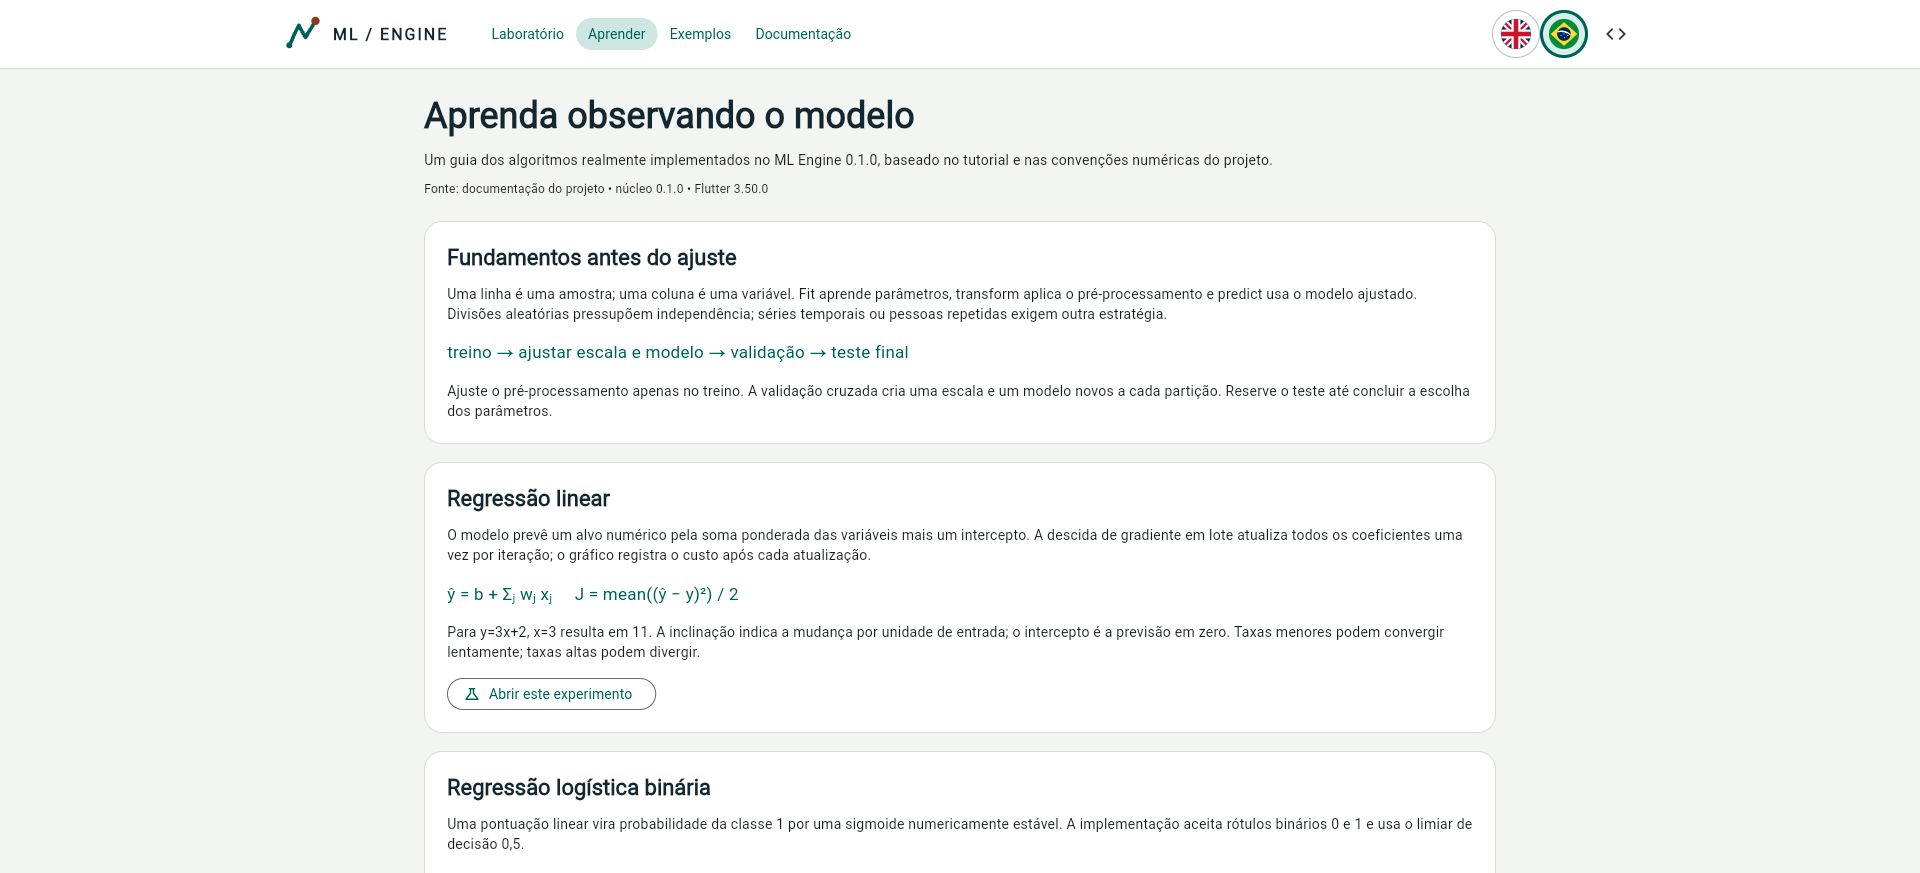 ML / ENGINE
Laboratório
Aprender
Exemplos
Documentação
Aprenda observando o modelo
Um guia dos algoritmos realmente implementados no ML Engine 0.1.0, baseado no tutorial e nas convenções numéricas do projeto.
Fonte: documentação do projeto • núcleo 0.1.0 • Flutter 3.50.0
Fundamentos antes do ajuste
Uma linha é uma amostra; uma coluna é uma variável. Fit aprende parâmetros, transform aplica o pré-processamento e predict usa o modelo ajustado.
Divisões aleatórias pressupõem independência; séries temporais ou pessoas repetidas exigem outra estratégia.
treino → ajustar escala e modelo → validação → teste final
Ajuste o pré-processamento apenas no treino. A validação cruzada cria uma escala e um modelo novos a cada partição. Reserve o teste até concluir a escolha
dos parâmetros.
Regressão linear
O modelo prevê um alvo numérico pela soma ponderada das variáveis mais um intercepto. A descida de gradiente em lote atualiza todos os coeficientes uma
vez por iteração; o gráfico registra o custo após cada atualização.
ŷ = b + Σⱼ wⱼ xⱼ  J = mean((ŷ − y)²) / 2
Para y=3x+2, x=3 resulta em 11. A inclinação indica a mudança por unidade de entrada; o intercepto é a previsão em zero. Taxas menores podem convergir
lentamente; taxas altas podem divergir.
Abrir este experimento
Regressão logística binária
Uma pontuação linear vira probabilidade da classe 1 por uma sigmoide numericamente estável. A implementação aceita rótulos binários 0 e 1 e usa o limiar de
decisão 0,5.